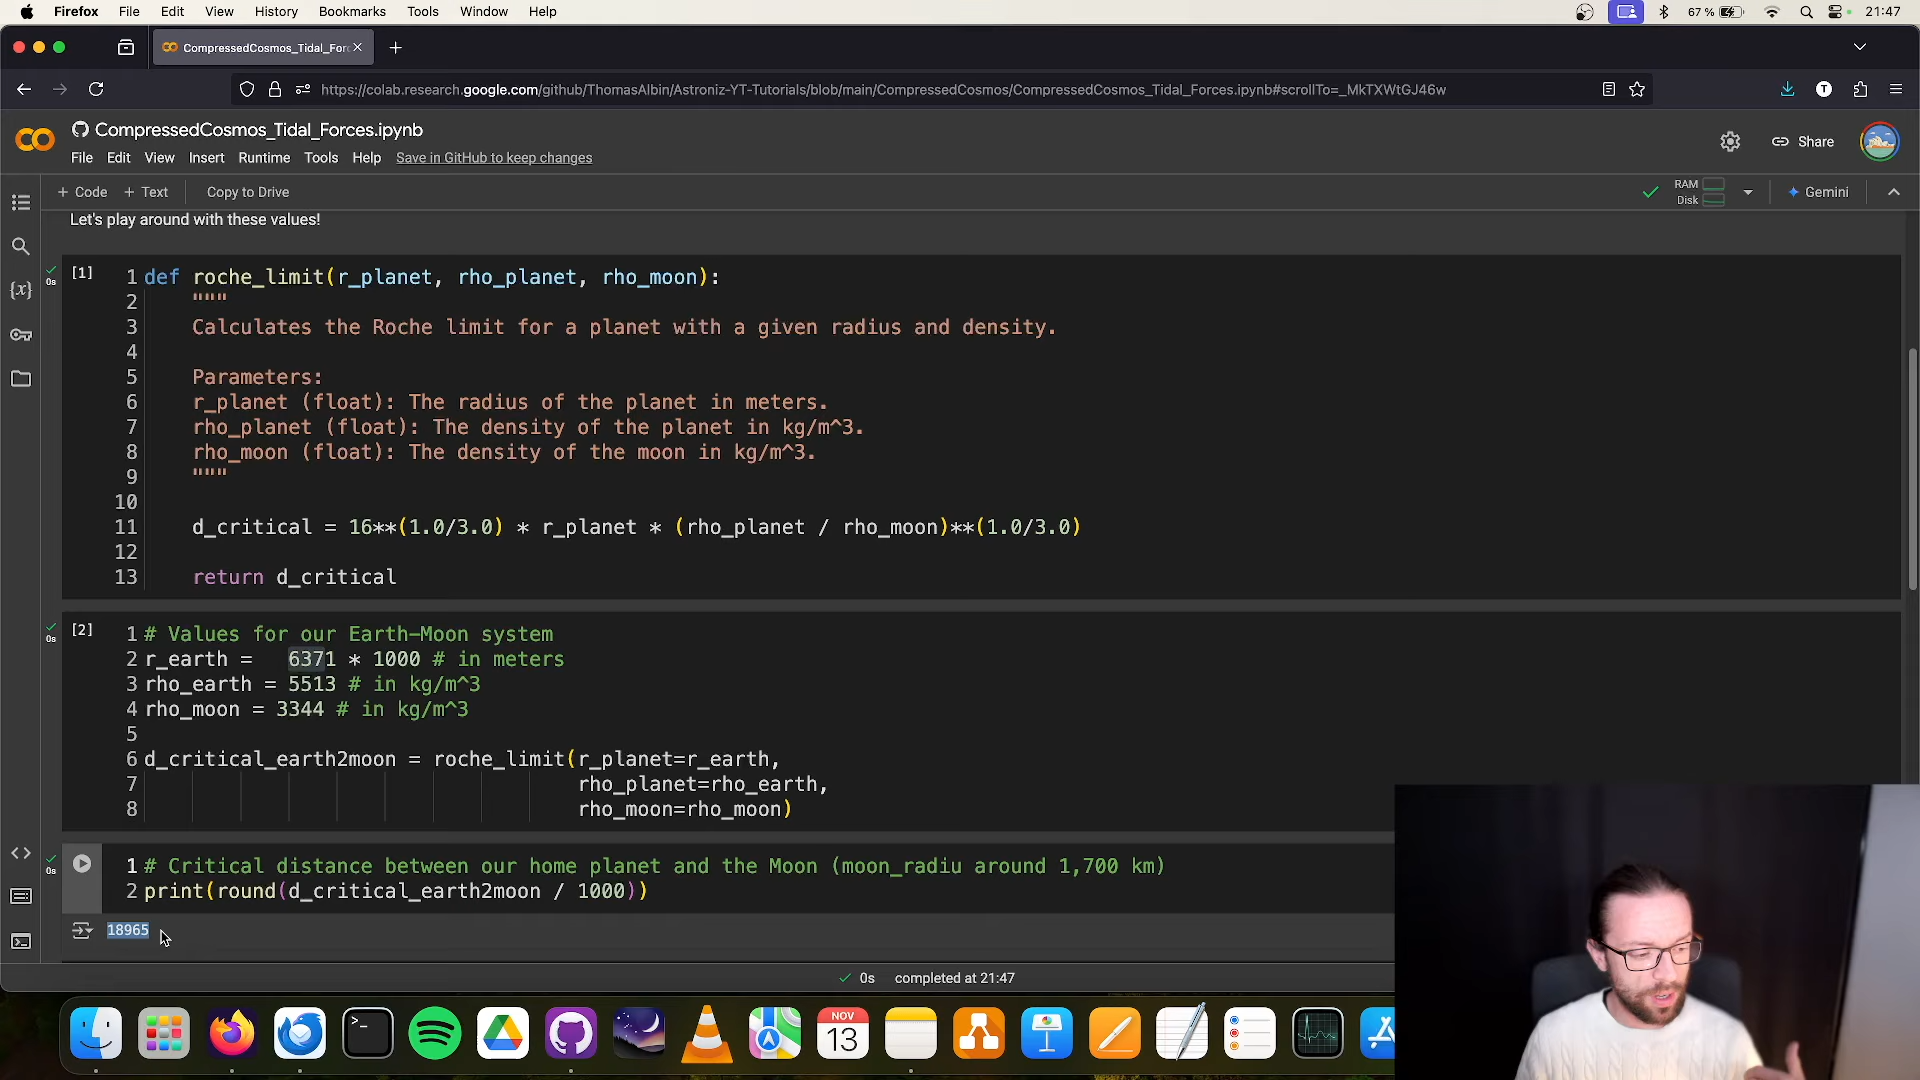 Firefox File Edit View History Bookmarks Tools Window Help 67 % 21:47
CompressedCosmos_Tidal_For
https://colab.research.google.com/github/ThomasAlbin/Astroniz-YT-Tutorials/blob/main/CompressedCosmos/CompressedCosmos_Tidal_Forces.ipynb#scrollTo=_MkTXWtGJ46w
CompressedCosmos_Tidal_Forces.ipynb
Share
File Edit View Insert Runtime Tools Help Save in GitHub to keep changes
+ Code + Text Copy to Drive
RAM
Disk
Gemini
Let's play around with these values!
[1]
0s
1 def roche_limit(r_planet, rho_planet, rho_moon):
2 """
3 Calculates the Roche limit for a planet with a given radius and density.
4
5 Parameters:
6 r_planet (float): The radius of the planet in meters.
7 rho_planet (float): The density of the planet in kg/m^3.
8 rho_moon (float): The density of the moon in kg/m^3.
9 """
10
11 d_critical = 16**(1.0/3.0) * r_planet * (rho_planet / rho_moon)**(1.0/3.0)
12
13 return d_critical
[2]
0s
1 # Values for our Earth-Moon system
2 r_earth = 6371 * 1000 # in meters
3 rho_earth = 5513 # in kg/m^3
4 rho_moon = 3344 # in kg/m^3
5
6 d_critical_earth2moon = roche_limit(r_planet=r_earth,
7 rho_planet=rho_earth,
8 rho_moon=rho_moon)
0s
1 # Critical distance between our home planet and the Moon (moon_radiu around 1,700 km)
2 print(round(d_critical_earth2moon / 1000))
18965
0s completed at 21:47
NOV
13